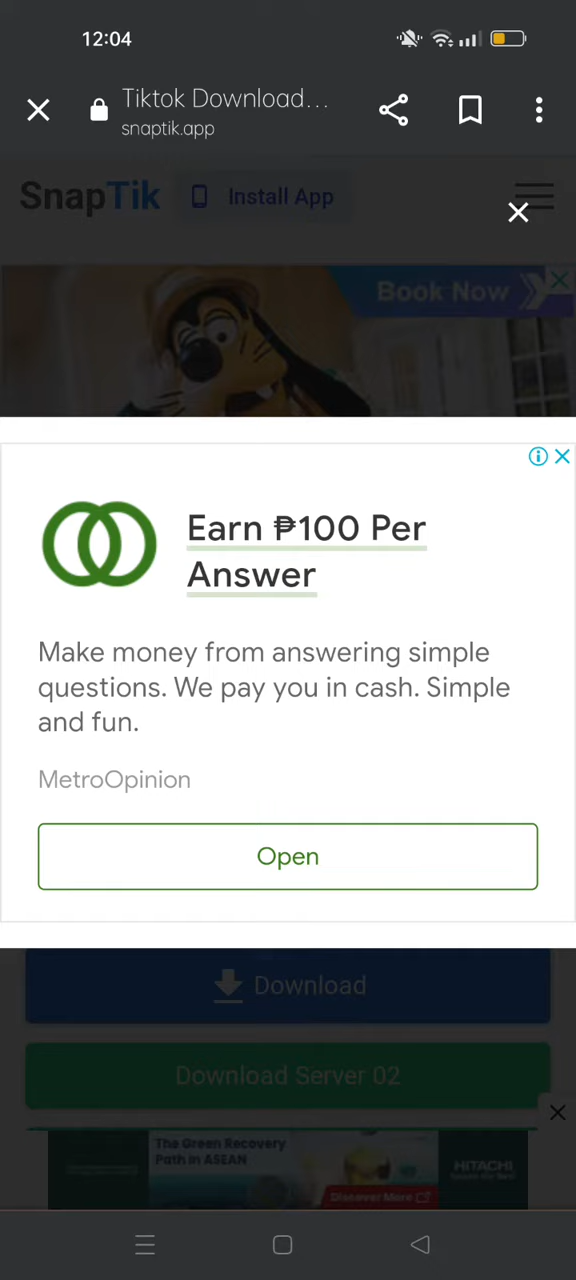 12:04
Tiktok Download...
snaptik.app
SnapTik
Install App
Book Now
Earn ₱100 Per
Answer
Make money from answering simple
questions. We pay you in cash. Simple
and fun.
MetroOpinion
Open
Download
Download Server 02
The Green Recovery
Path in ASEAN
HITACHI
Discover More